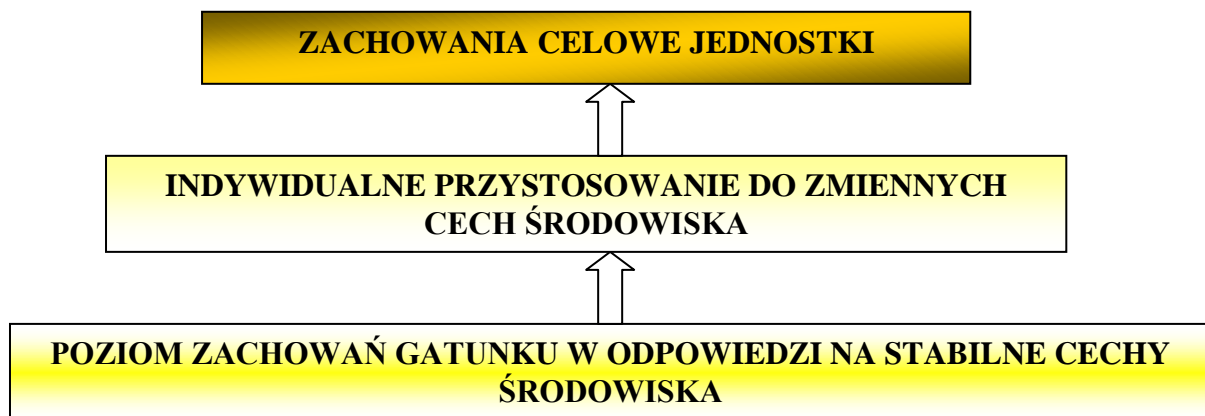 ZACHOWANIA CELOWE JEDNOSTKI
INDYWIDUALNE PRZYSTOSOWANIE DO ZMIENNYCH
CECH ŚRODOWISKA
POZIOM ZACHOWAŃ GATUNKU W ODPOWIEDZI NA STABILNE CECHY
ŚRODOWISKA